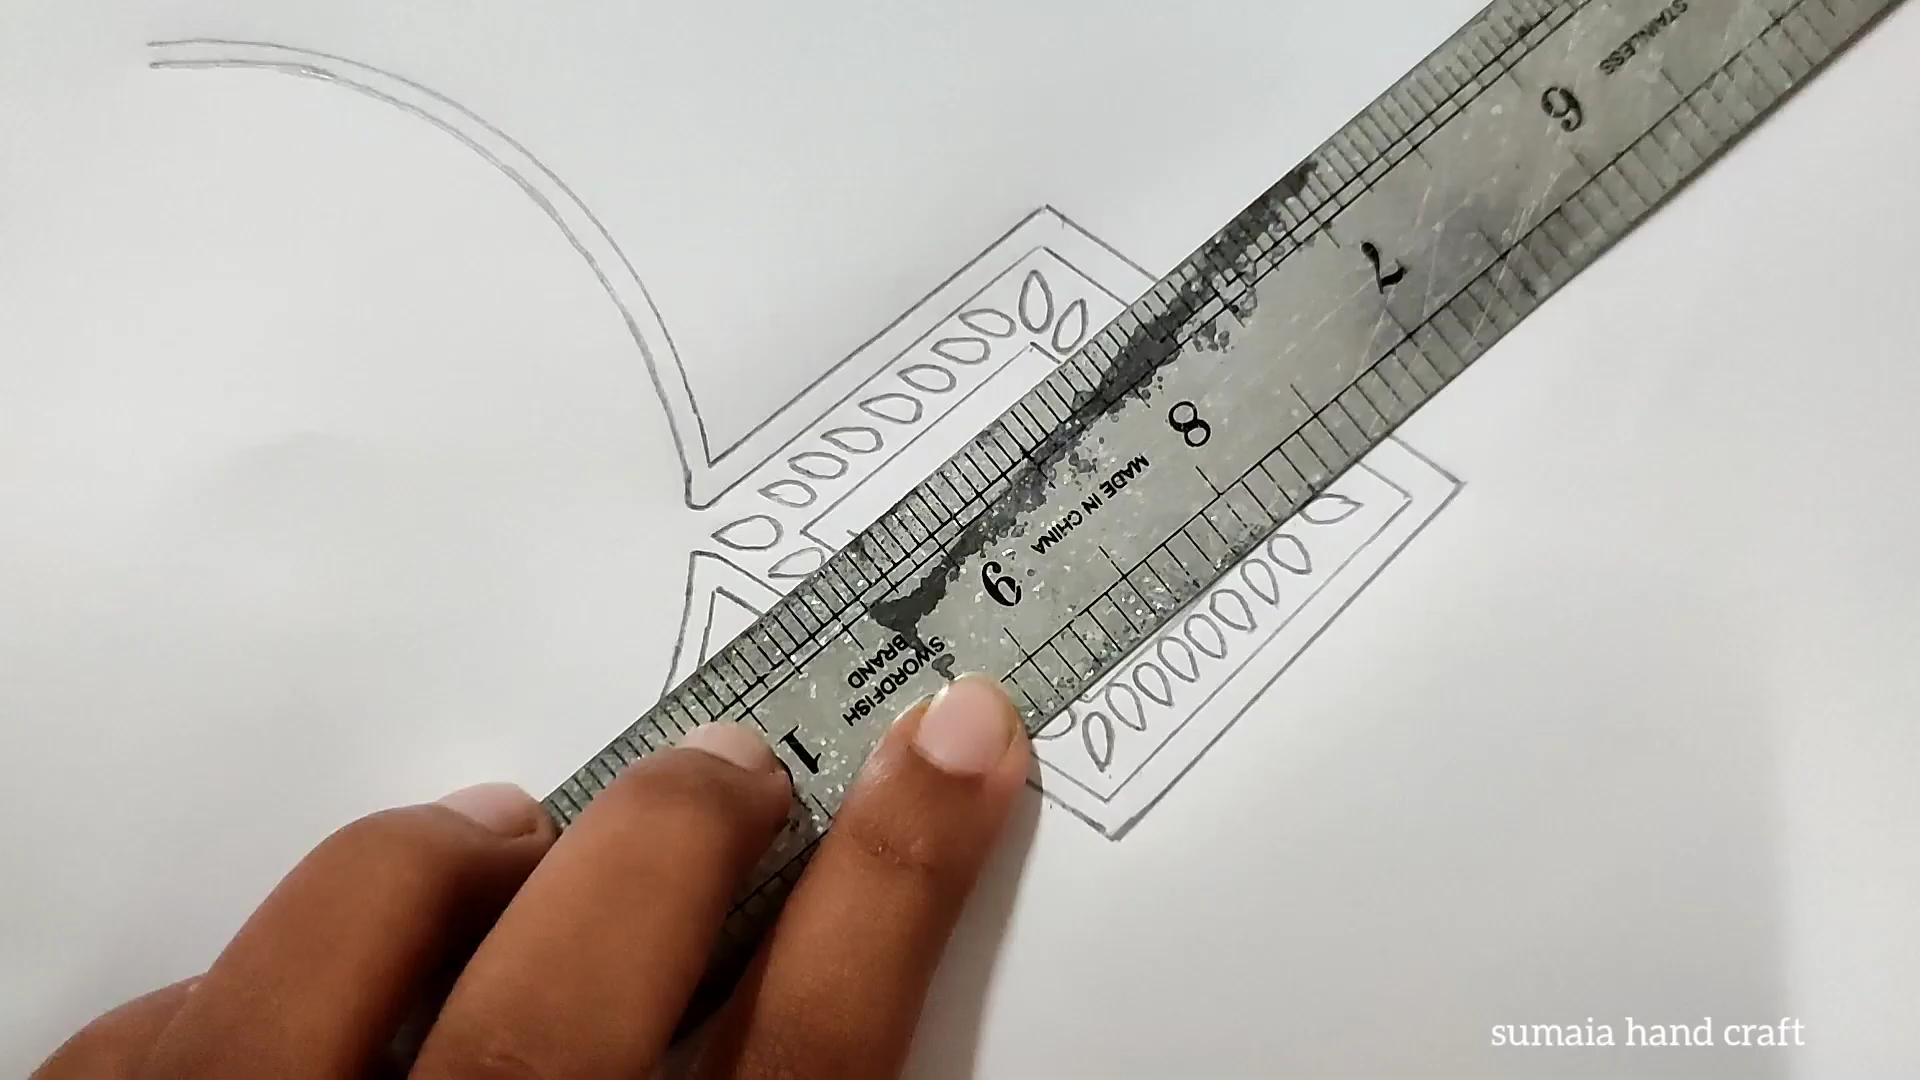 STAINLESS
6
7
8
MADE IN CHINA
9
SWORDFISH
BRAND
1
sumaia hand craft